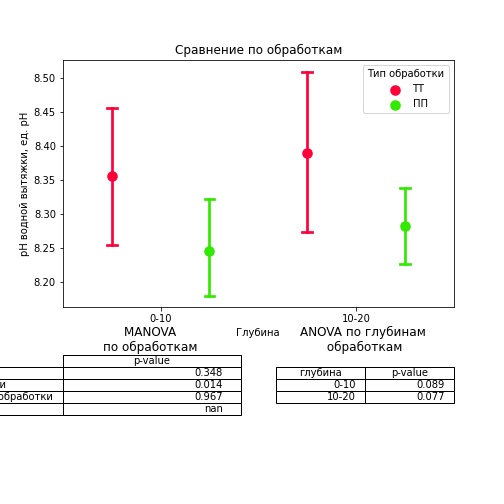 Сравнение по обработкам
8.50
8.45
8.40
8.35
8.30
8.25
8.20
pH водной вытяжки, ед. pH
Тип обработки
ТТ
ПП
0-10
10-20
Глубина
MANOVA
по обработкам
p-value
0.348
0.014
обработки 0.967
nan
ANOVA по глубинам
обработкам
глубина p-value
0-10 0.089
10-20 0.077